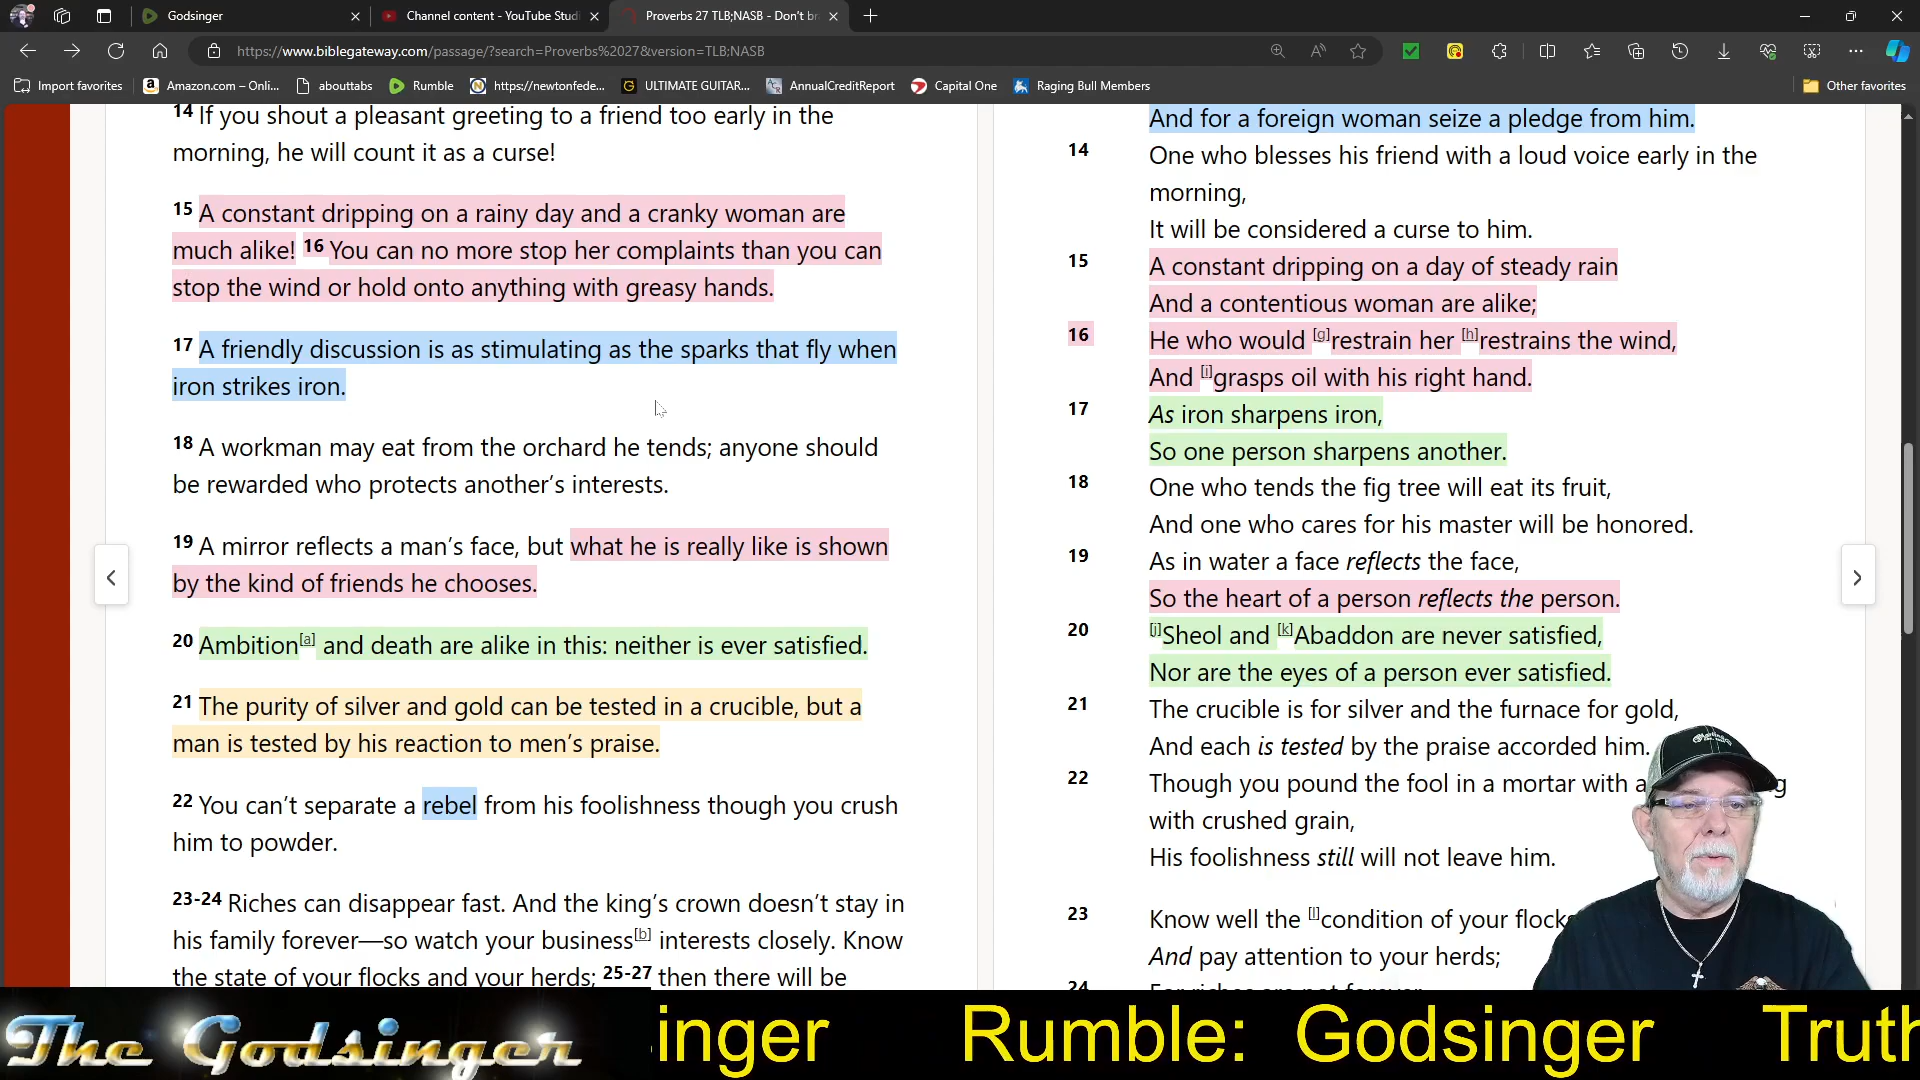 Godsinger
Channel content - YouTube Studi
Proverbs 27 TLB;NASB - Don't br
https://www.biblegateway.com/passage/?search=Proverbs%2027&version=TLB;NASB
Import favorites
Amazon.com – Onli...
abouttabs
Rumble
https://newtonfede...
ULTIMATE GUITAR...
AnnualCreditReport
Capital One
Raging Bull Members
Other favorites
14 If you shout a pleasant greeting to a friend too early in the
morning, he will count it as a curse!
15 A constant dripping on a rainy day and a cranky woman are
much alike! 16 You can no more stop her complaints than you can
stop the wind or hold onto anything with greasy hands.
17 A friendly discussion is as stimulating as the sparks that fly when
iron strikes iron.
18 A workman may eat from the orchard he tends; anyone should
be rewarded who protects another's interests.
19 A mirror reflects a man's face, but what he is really like is shown
by the kind of friends he chooses.
20 Ambition[a] and death are alike in this: neither is ever satisfied.
21 The purity of silver and gold can be tested in a crucible, but a
man is tested by his reaction to men's praise.
22 You can't separate a rebel from his foolishness though you crush
him to powder.
23-24 Riches can disappear fast. And the king's crown doesn't stay in
his family forever—so watch your business[b] interests closely. Know
the state of your flocks and your herds; 25-27 then there will be
And for a foreign woman seize a pledge from him.
14 One who blesses his friend with a loud voice early in the
morning,
It will be considered a curse to him.
15 A constant dripping on a day of steady rain
And a contentious woman are alike;
16 He who would [g]restrain her [h]restrains the wind,
And [i]grasps oil with his right hand.
17 As iron sharpens iron,
So one person sharpens another.
18 One who tends the fig tree will eat its fruit,
And one who cares for his master will be honored.
19 As in water a face reflects the face,
So the heart of a person reflects the person.
20 [j]Sheol and [k]Abaddon are never satisfied,
Nor are the eyes of a person ever satisfied.
21 The crucible is for silver and the furnace for gold,
And each is tested by the praise accorded him.
22 Though you pound the fool in a mortar with a g
with crushed grain,
His foolishness still will not leave him.
23 Know well the [l]condition of your flock
And pay attention to your herds;
24 For riches are not forever
The Godsinger
inger Rumble: Godsinger Truth